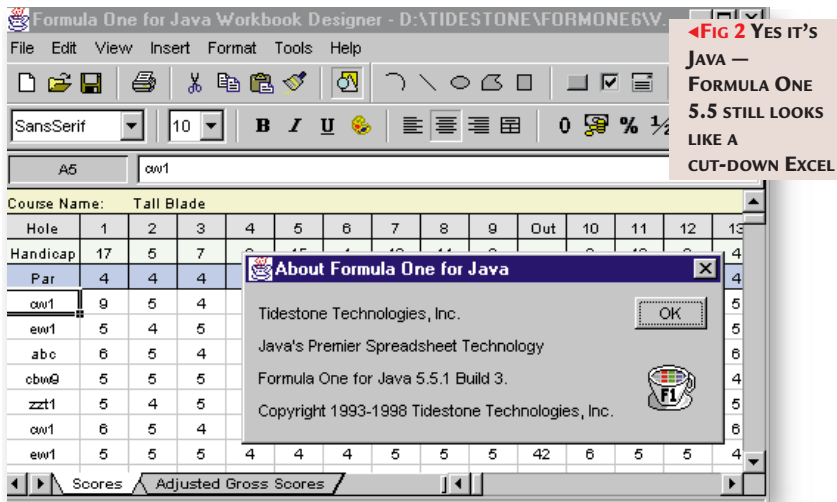 Formula One for Java Workbook Designer - D:\TIDESTONE\FORMONE6\V.
◄FIG 2 YES IT'S
JAVA —
FORMULA ONE
5.5 STILL LOOKS
LIKE A
CUT-DOWN EXCEL
File Edit View Insert Format Tools Help
SansSerif 10 B I U 0 %
A5 cw1
Course Name: Tall Blade
Hole 1 2 3 4 5 6 7 8 9 Out 10 11 12 13
Handicap 17 5 7 4
Par 4 4 4 4
cw1 9 5 4 5
ew1 5 4 5 5
abc 6 5 4 6
cbw9 5 5 5 4
zzt1 5 4 5 5
cw1 6 5 4 6
ew1 5 5 5 4 4 4 5 5 5 42 6 5 5 4
About Formula One for Java
Tidestone Technologies, Inc.
OK
Java's Premier Spreadsheet Technology
Formula One for Java 5.5.1 Build 3.
F1
Copyright 1993-1998 Tidestone Technologies, Inc.
Scores Adjusted Gross Scores